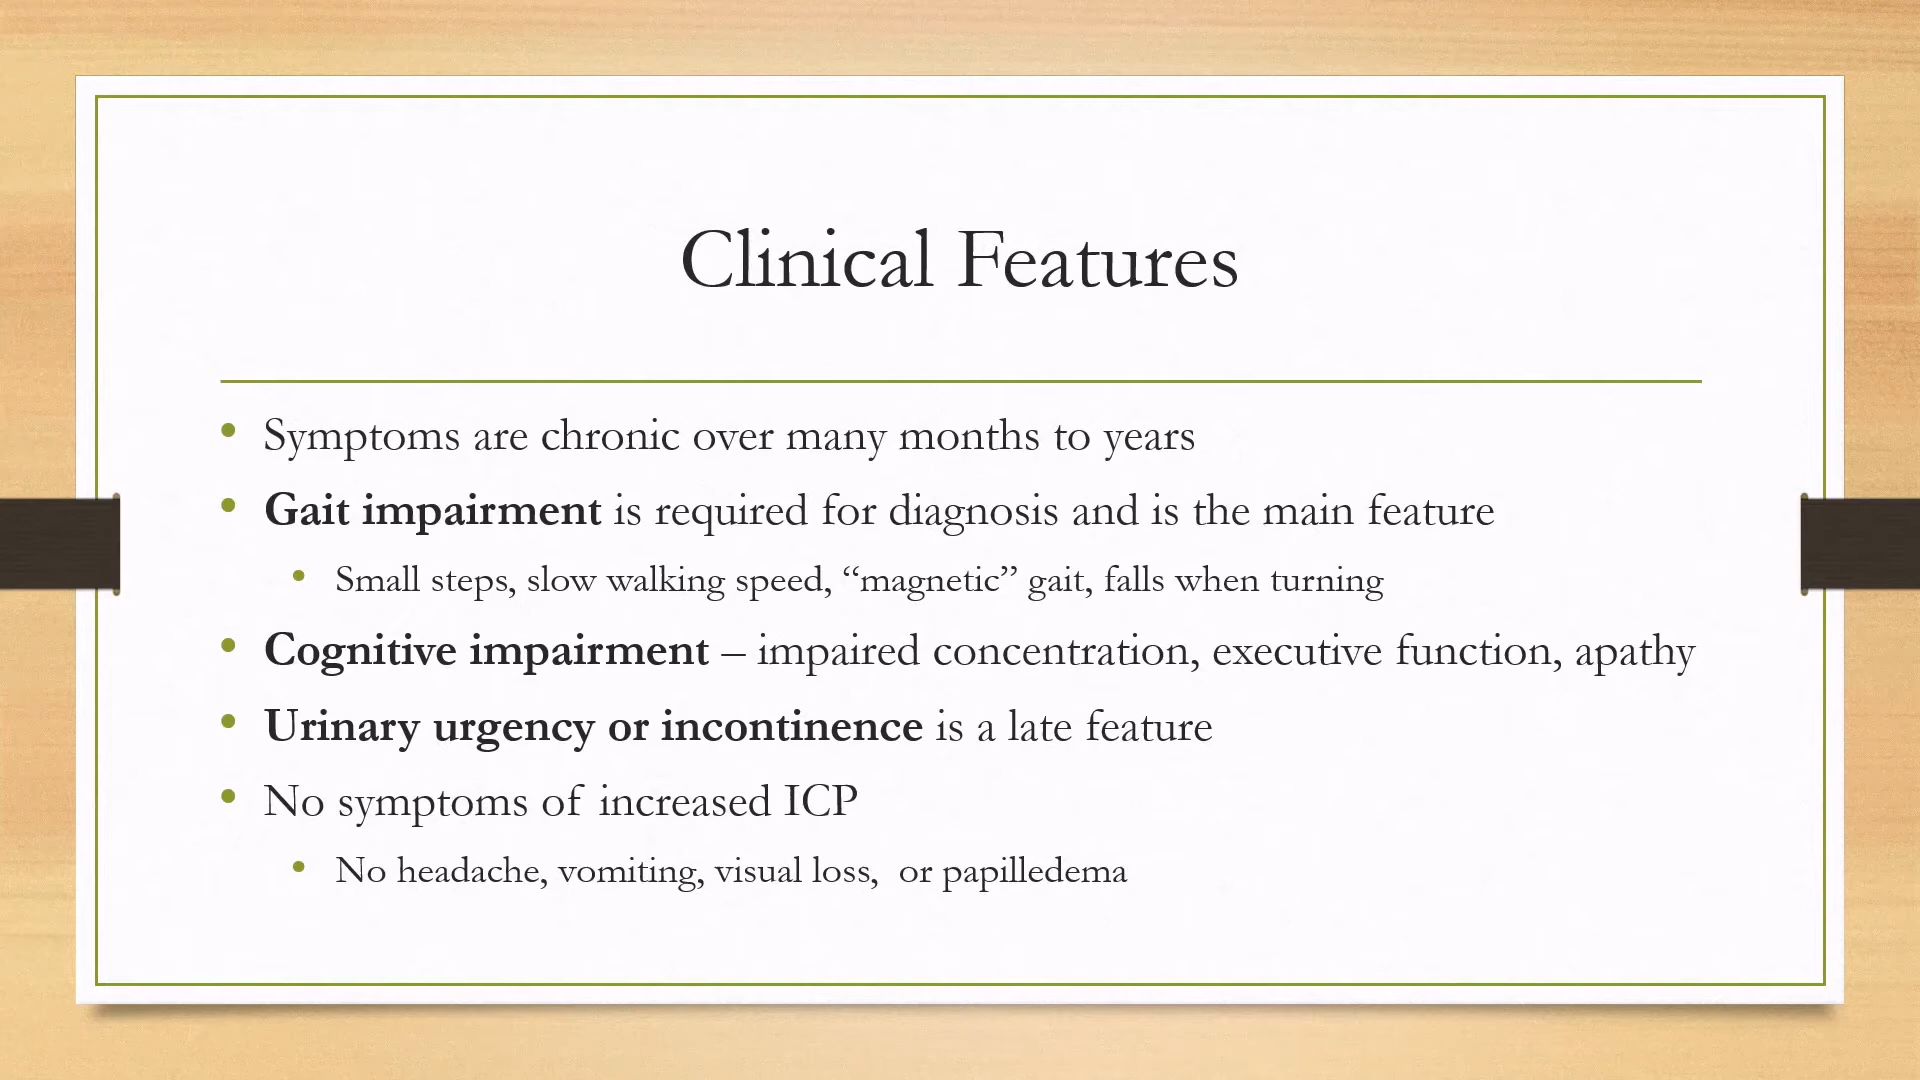 Clinical Features
• Symptoms are chronic over many months to years
• Gait impairment is required for diagnosis and is the main feature
• Small steps, slow walking speed, “magnetic” gait, falls when turning
• Cognitive impairment – impaired concentration, executive function, apathy
• Urinary urgency or incontinence is a late feature
• No symptoms of increased ICP
• No headache, vomiting, visual loss,  or papilledema